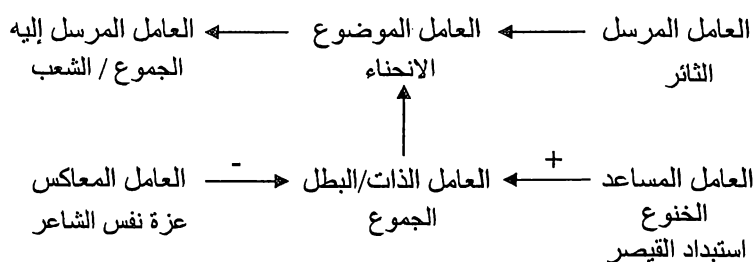 العامل المرسل العامل الموضوع العامل المرسل إليه
الثائر الانحناء الجموع / الشعب
+ -
العامل المساعد العامل الذات/البطل العامل المعاكس
الخنوع الجموع عزة نفس الشاعر
استبداد القيصر